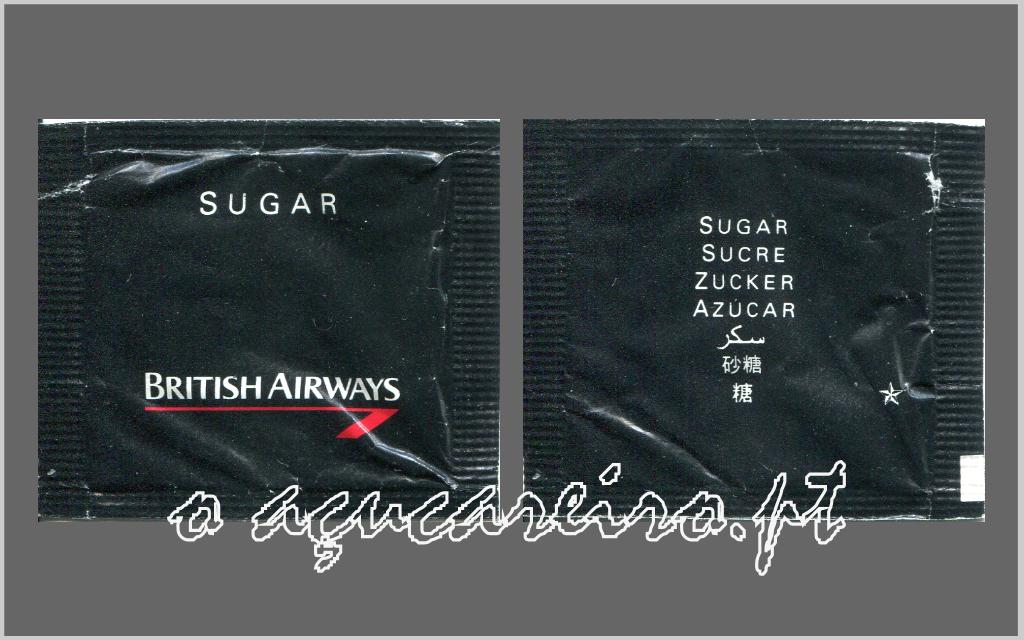 SUGAR
BRITISH AIRWAYS
SUGAR
SUCRE
ZUCKER
AZÚCAR
سكر
砂糖
糖
o açucareiro.pt